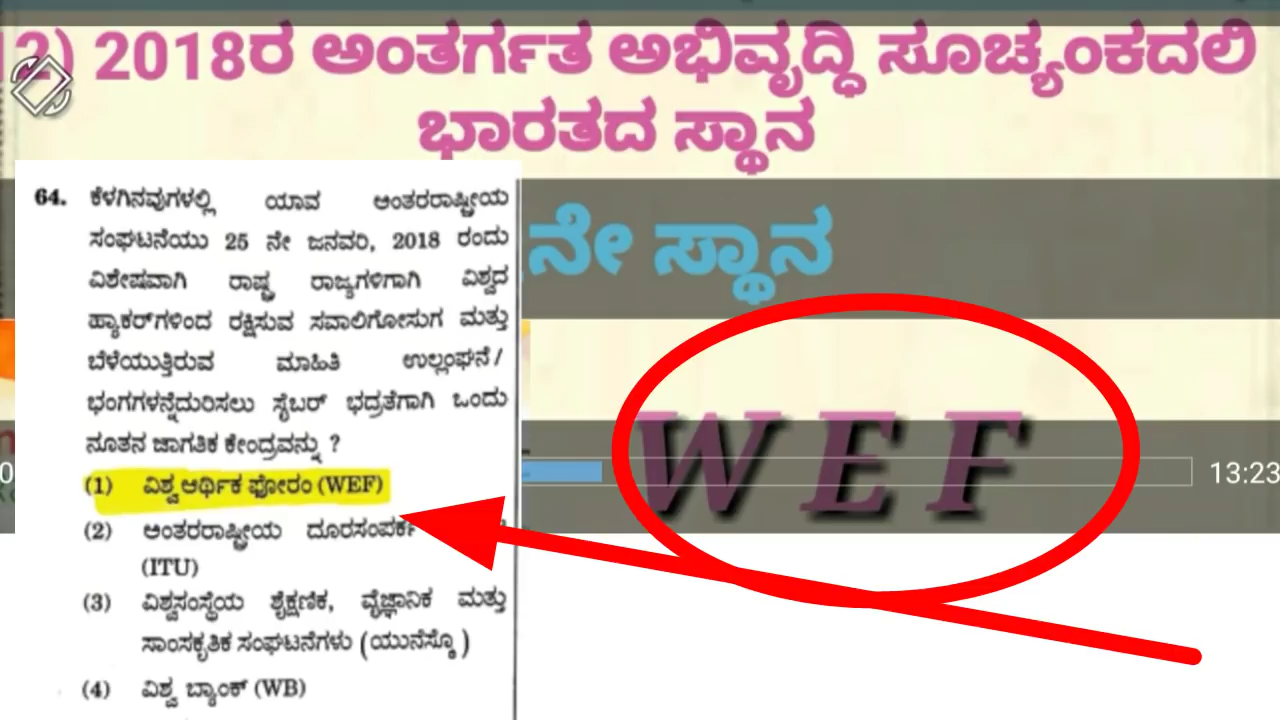 12) 2018ರ ಅಂತರ್ಗತ ಅಭಿವೃದ್ಧಿ ಸೂಚ್ಯಂಕದಲಿ
ಭಾರತದ ಸ್ಥಾನ
ನೇ ಸ್ಥಾನ
64. ಕೆಳಗಿನವುಗಳಲ್ಲಿ ಯಾವ ಅಂತರರಾಷ್ಟ್ರೀಯ
ಸಂಘಟನೆಯು 25 ನೇ ಜನವರಿ, 2018 ರಂದು
ವಿಶೇಷವಾಗಿ ರಾಷ್ಟ್ರ ರಾಜ್ಯಗಳಿಗಾಗಿ ವಿಶ್ವದ
ಹ್ಯಾಕರ್‌ಗಳಿಂದ ರಕ್ಷಿಸುವ ಸವಾಲಿಗೋಸುಗ ಮತ್ತು
ಬೆಳೆಯುತ್ತಿರುವ ಮಾಹಿತಿ ಉಲ್ಲಂಘನೆ/
ಭಂಗಗಳನ್ನೆದುರಿಸಲು ಸೈಬರ್ ಭದ್ರತೆಗಾಗಿ ಒಂದು
ನೂತನ ಜಾಗತಿಕ ಕೇಂದ್ರವನ್ನು ?
(1) ವಿಶ್ವ ಆರ್ಥಿಕ ಫೋರಂ (WEF)
(2) ಅಂತರರಾಷ್ಟ್ರೀಯ ದೂರಸಂಪರ್ಕ
(ITU)
(3) ವಿಶ್ವಸಂಸ್ಥೆಯ ಶೈಕ್ಷಣಿಕ, ವೈಜ್ಞಾನಿಕ ಮತ್ತು
ಸಾಂಸಕೃತಿಕ ಸಂಘಟನೆಗಳು (ಯುನೆಸ್ಕೊ)
(4) ವಿಶ್ವ ಬ್ಯಾಂಕ್ (WB)
WEF
13:23